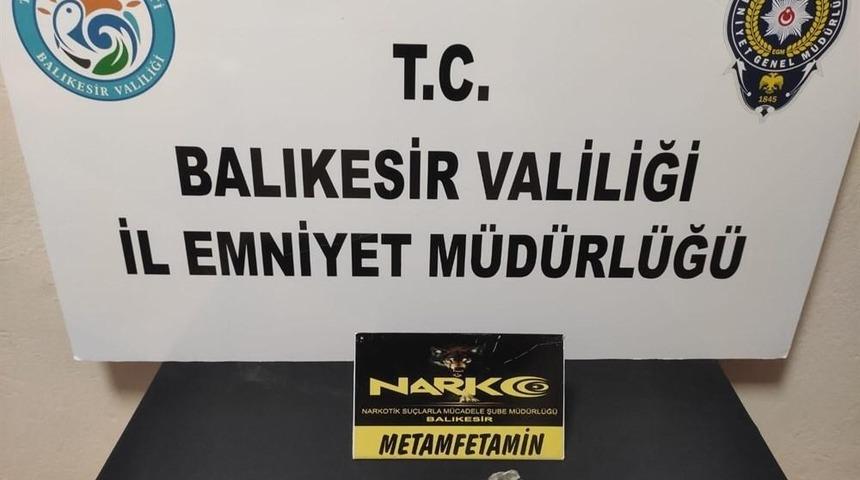 BALIKESİR VALİLİĞİ
EMNİYET GENEL MÜDÜRLÜĞÜ
EGM
1845
T.C.
BALIKESİR VALİLİĞİ
İL EMNİYET MÜDÜRLÜĞÜ
NARKO
NARKOTİK SUÇLARLA MÜCADELE ŞUBE MÜDÜRLÜĞÜ
BALIKESİR
METAMFETAMİN